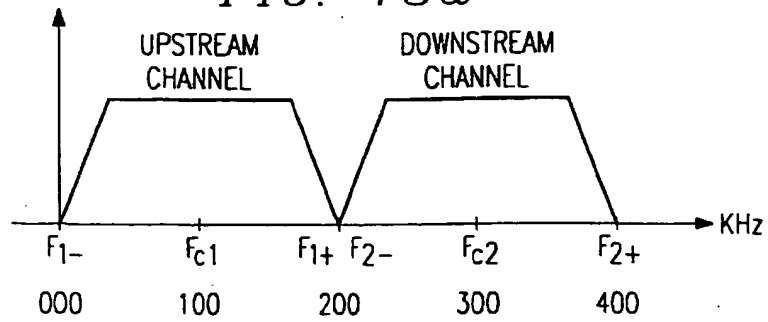 UPSTREAM CHANNEL
DOWNSTREAM CHANNEL
F1- Fc1 F1+ F2- Fc2 F2+ KHz
000 100 200 300 400